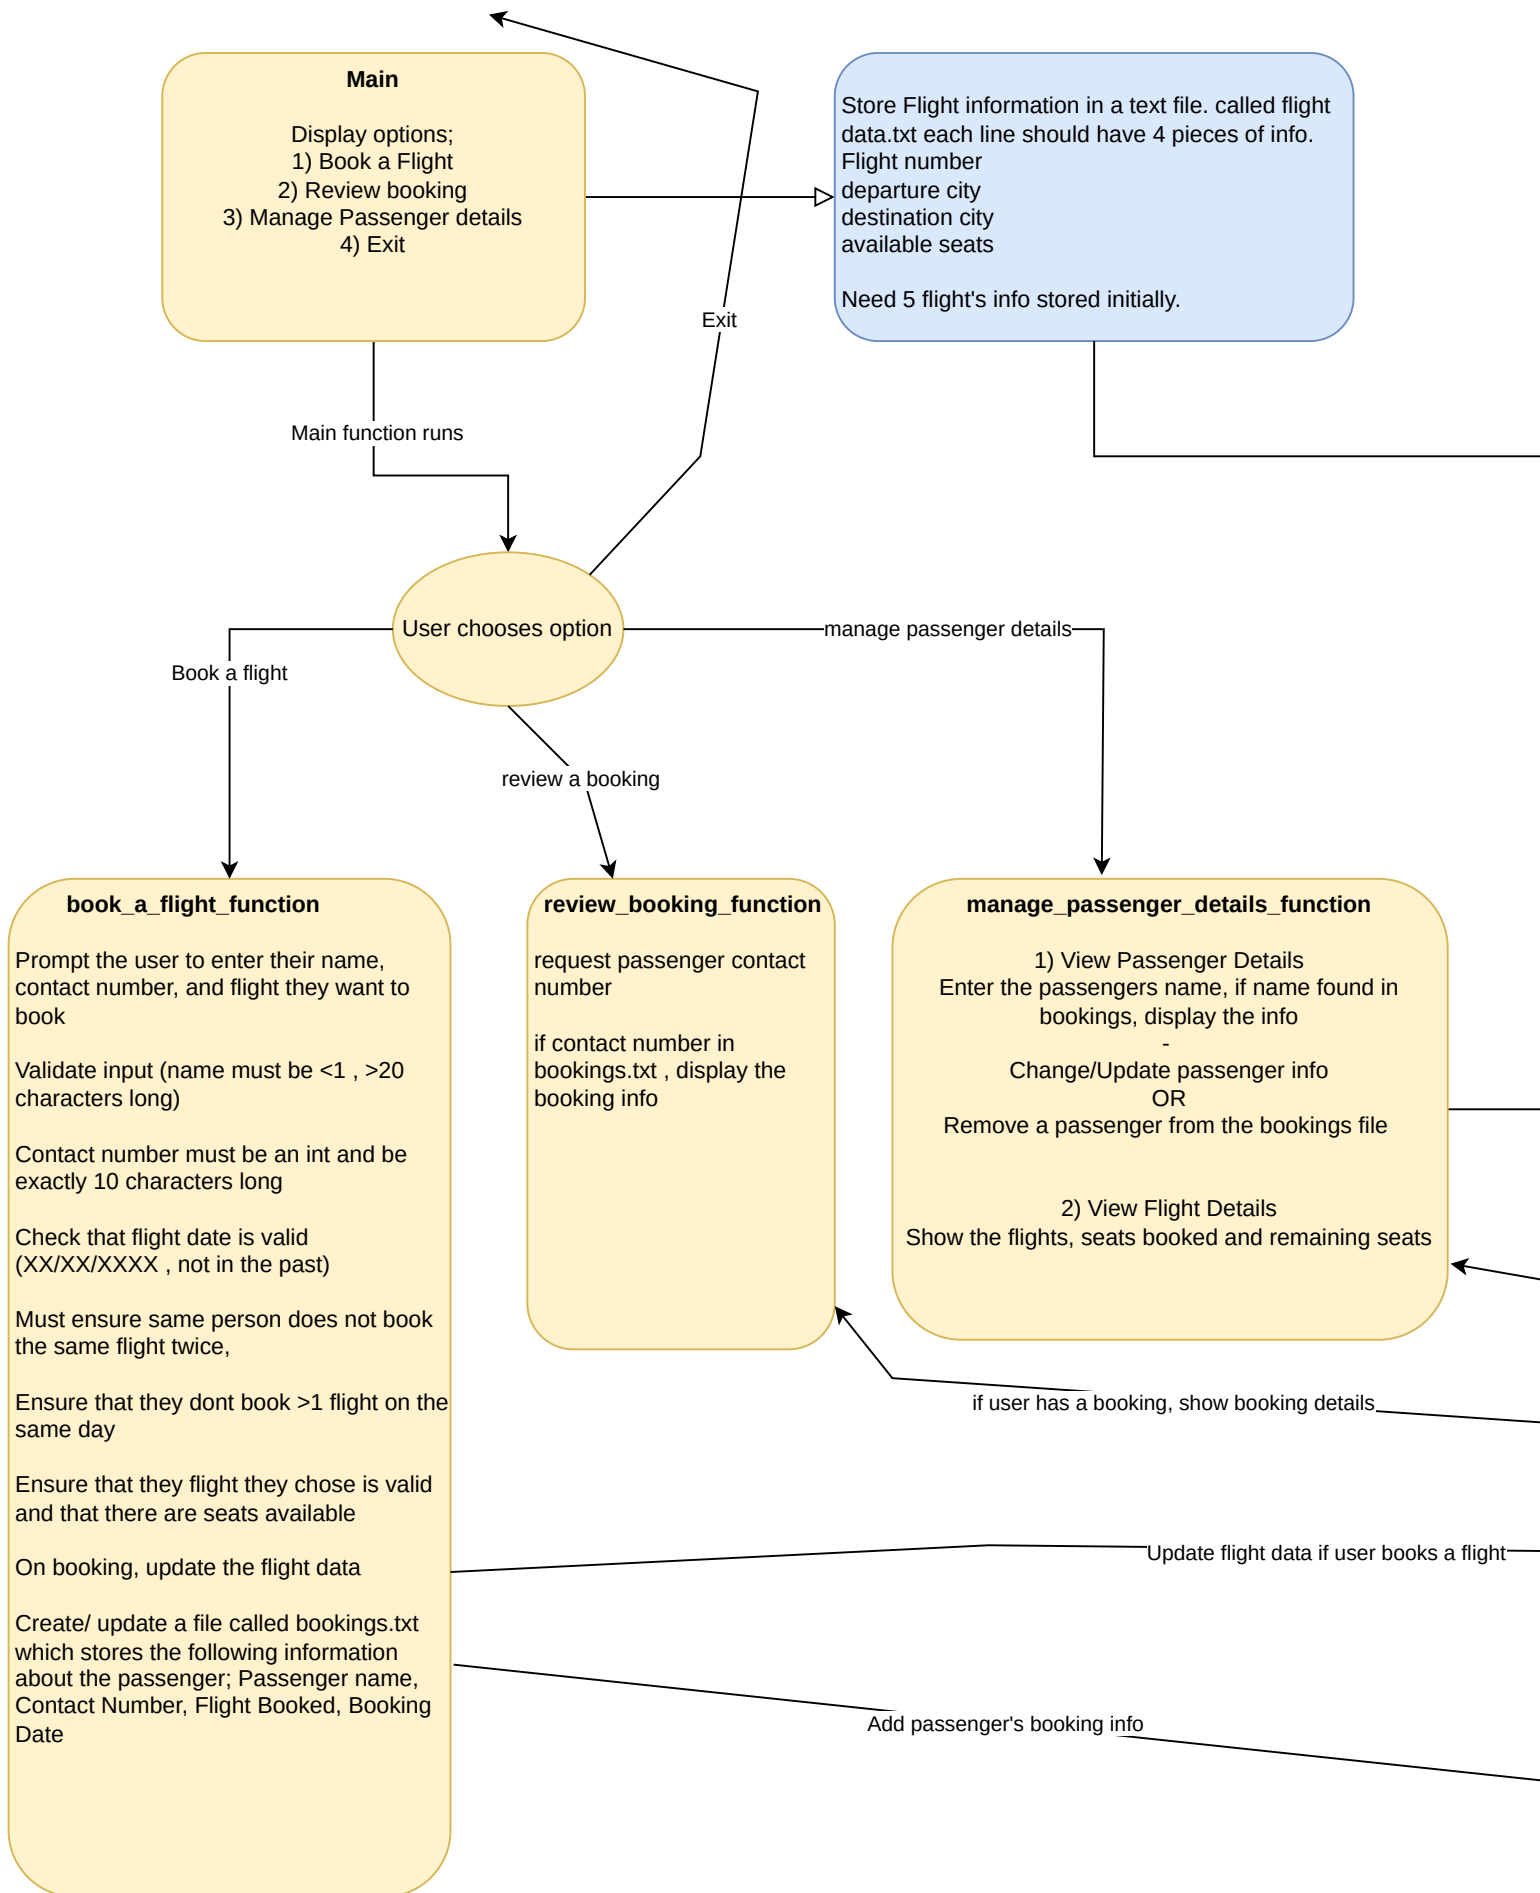 Main
Display options;
1) Book a Flight
2) Review booking
3) Manage Passenger details
4) Exit
Store Flight information in a text file. called flight
data.txt each line should have 4 pieces of info.
Flight number
departure city
destination city
available seats
Need 5 flight's info stored initially.
Exit
Main function runs
User chooses option
manage passenger details
Book a flight
review a booking
book_a_flight_function
Prompt the user to enter their name,
contact number, and flight they want to
book
Validate input (name must be <1 , >20
characters long)
Contact number must be an int and be
exactly 10 characters long
Check that flight date is valid
(XX/XX/XXXX , not in the past)
Must ensure same person does not book
the same flight twice,
Ensure that they dont book >1 flight on the
same day
Ensure that they flight they chose is valid
and that there are seats available
On booking, update the flight data
Create/ update a file called bookings.txt
which stores the following information
about the passenger; Passenger name,
Contact Number, Flight Booked, Booking
Date
review_booking_function
request passenger contact
number
if contact number in
bookings.txt , display the
booking info
manage_passenger_details_function
1) View Passenger Details
Enter the passengers name, if name found in
bookings, display the info
-
Change/Update passenger info
OR
Remove a passenger from the bookings file
2) View Flight Details
Show the flights, seats booked and remaining seats
if user has a booking, show booking details
Update flight data if user books a flight
Add passenger's booking info